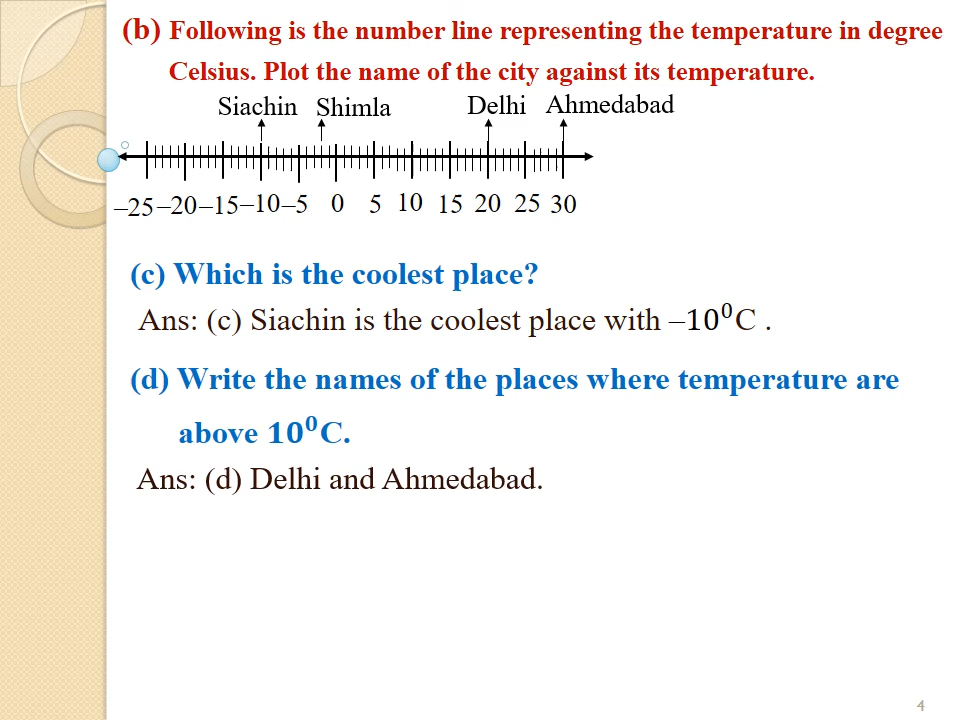 (b) Following is the number line representing the temperature in degree
Celsius. Plot the name of the city against its temperature.
Siachin Shimla Delhi Ahmedabad
–25 –20 –15 –10 –5 0 5 10 15 20 25 30
(c) Which is the coolest place?
Ans: (c) Siachin is the coolest place with –10⁰C .
(d) Write the names of the places where temperature are
above 10⁰C.
Ans: (d) Delhi and Ahmedabad.
4